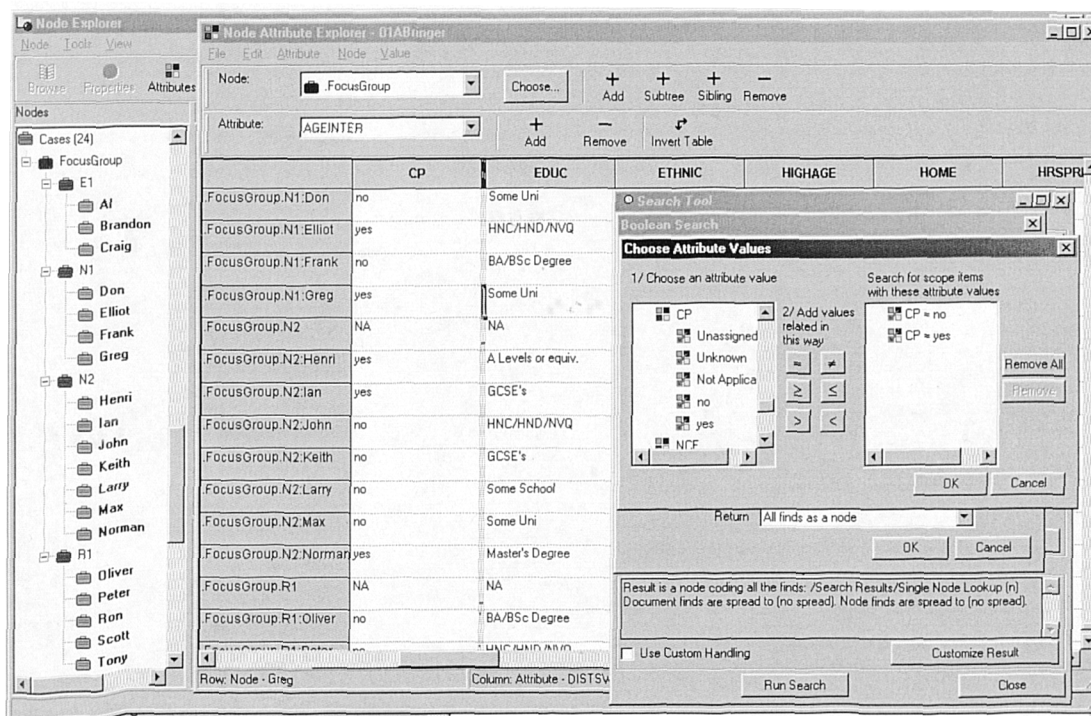 Node Explorer
Node Tools View
Browse Properties Attributes
Nodes
Cases (24)
FocusGroup
E1
Al
Brandon
Craig
N1
Don
Elliot
Frank
Greg
N2
Henri
Ian
John
Keith
Larry
Max
Norman
R1
Oliver
Peter
Ron
Scott
Tony
Node Attribute Explorer - 01ABringer
File Edit Attribute Node Value
Node: .FocusGroup Choose... Add Subtree Sibling Remove
Attribute: AGEINTER Add Remove Invert Table
CP EDUC ETHNIC HIGHAGE HOME HRSPRI
.FocusGroup.N1:Don no Some Uni
.FocusGroup.N1:Elliot yes HNC/HND/NVQ
.FocusGroup.N1:Frank no BA/BSc Degree
.FocusGroup.N1:Greg yes Some Uni
.FocusGroup.N2 NA NA
.FocusGroup.N2:Henri yes A Levels or equiv.
.FocusGroup.N2:Ian yes GCSE's
.FocusGroup.N2:John no HNC/HND/NVQ
.FocusGroup.N2:Keith no GCSE's
.FocusGroup.N2:Larry no Some School
.FocusGroup.N2:Max no Some Uni
.FocusGroup.N2:Norman yes Master's Degree
.FocusGroup.R1 NA NA
.FocusGroup.R1:Oliver no BA/BSc Degree
Row: Node - Greg Column: Attribute - DISTSV
Search Tool
Boolean Search
Choose Attribute Values
1/ Choose an attribute value
CP
Unassigned
Unknown
Not Applica
no
yes
NCF
2/ Add values
related in
this way
= ≠
≥ ≤
> <
Search for scope items
with these attribute values
CP = no
CP = yes
Remove All
Remove
OK Cancel
Return All finds as a node
OK Cancel
Result is a node coding all the finds: /Search Results/Single Node Lookup (n)
Document finds are spread to (no spread). Node finds are spread to (no spread).
Use Custom Handling Customize Result
Run Search Close